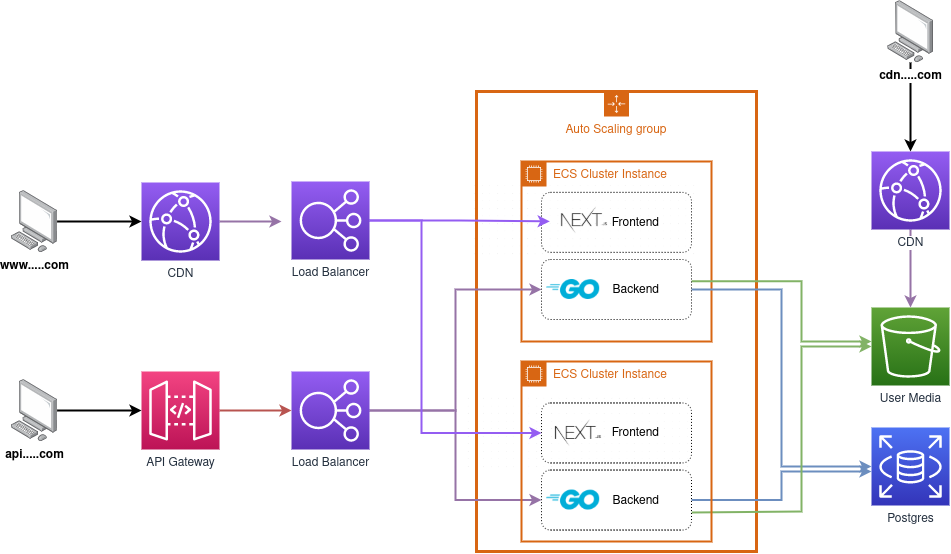 cdn.....com
Auto Scaling group
ECS Cluster Instance
NEXT.JS Frontend
GO Backend
www.....com
CDN
Load Balancer
CDN
ECS Cluster Instance
NEXT.JS Frontend
GO Backend
User Media
api.....com
API Gateway
Load Balancer
Postgres